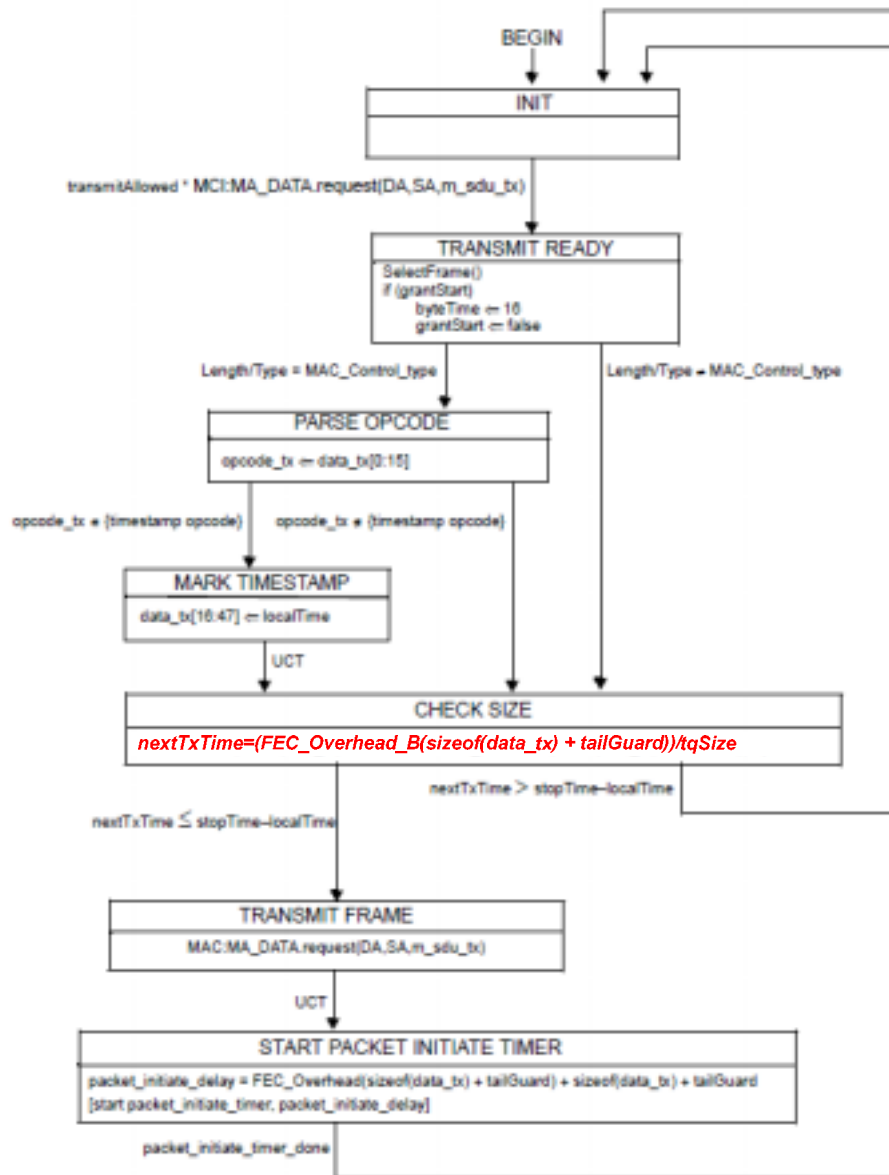 BEGIN
INIT
transmitAllowed * MCI:MA_DATA.request(DA,SA,m_sdu_tx)
TRANSMIT READY
SelectFrame()
if (grantStart)
byteTime ⇐ 16
grantStart ⇐ false
Length/Type = MAC_Control_type
Length/Type ≠ MAC_Control_type
PARSE OPCODE
opcode_tx ⇐ data_tx[0:15]
opcode_tx ∈ {timestamp opcode}
opcode_tx ∉ {timestamp opcode}
MARK TIMESTAMP
data_tx[16:47] ⇐ localTime
UCT
CHECK SIZE
nextTxTime=(FEC_Overhead_B(sizeof(data_tx) + tailGuard))/tqSize
nextTxTime > stopTime–localTime
nextTxTime ≤ stopTime–localTime
TRANSMIT FRAME
MAC:MA_DATA.request(DA,SA,m_sdu_tx)
UCT
START PACKET INITIATE TIMER
packet_initiate_delay = FEC_Overhead(sizeof(data_tx) + tailGuard) + sizeof(data_tx) + tailGuard
[start packet_initiate_timer, packet_initiate_delay]
packet_initiate_timer_done